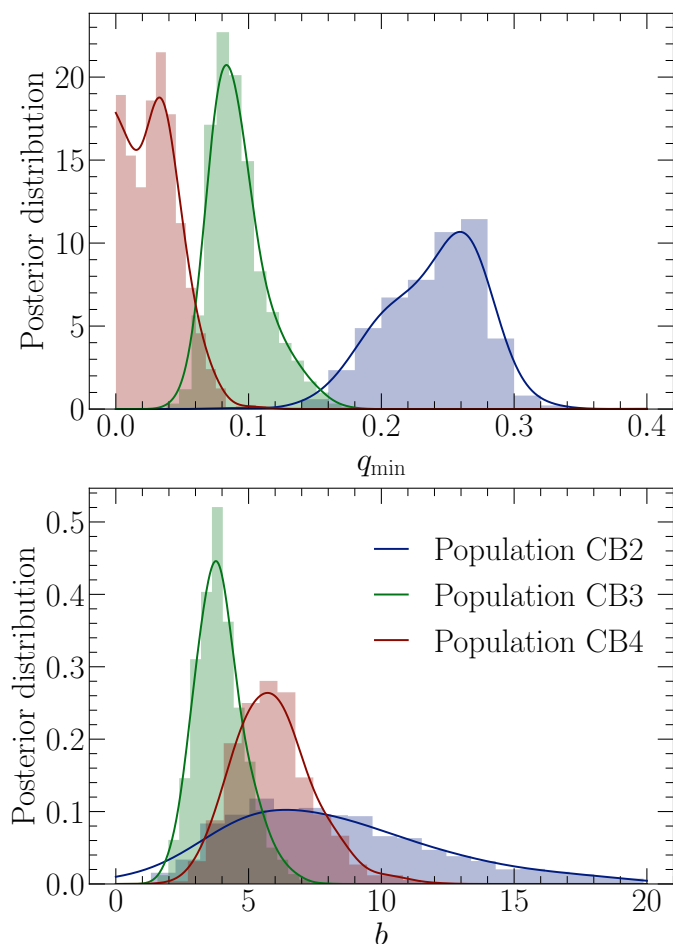 Posterior distribution
20
15
10
5
0
0.0 0.1 0.2 0.3 0.4
q_min
Posterior distribution
0.5
0.4
0.3
0.2
0.1
0.0
Population CB2
Population CB3
Population CB4
0 5 10 15 20
b